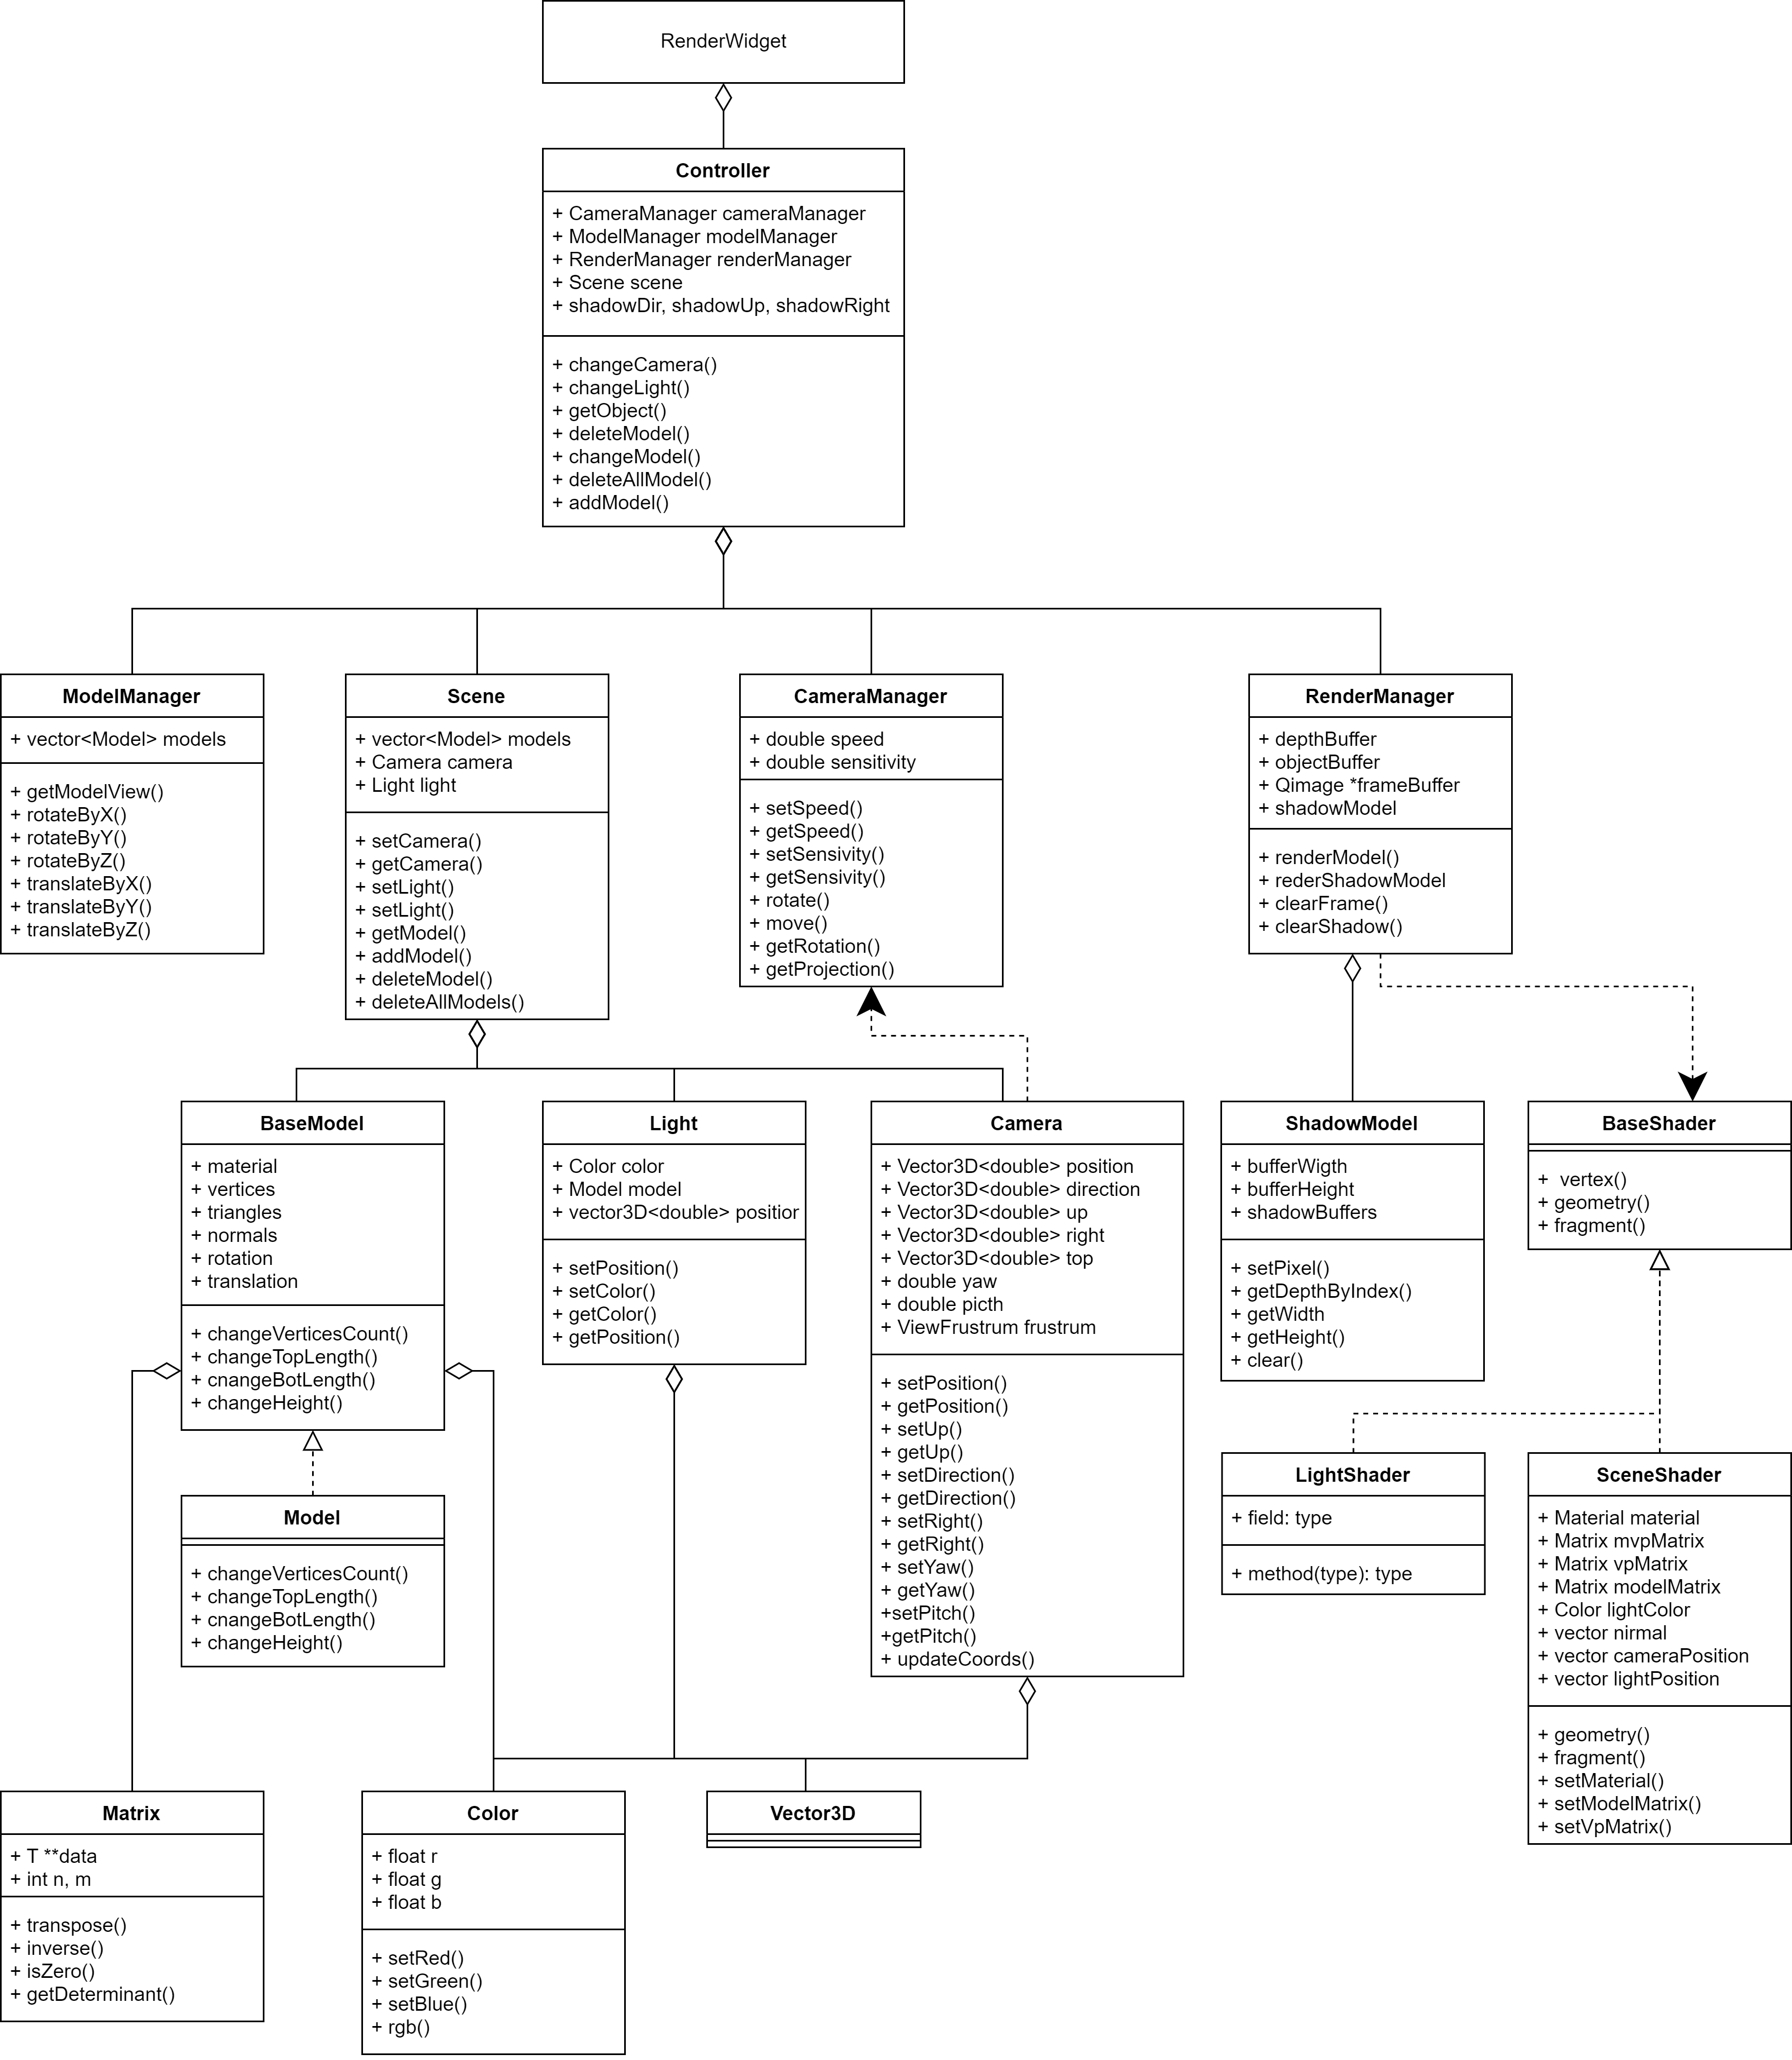 RenderWidget
Controller
+ CameraManager cameraManager
+ ModelManager modelManager
+ RenderManager renderManager
+ Scene scene
+ shadowDir, shadowUp, shadowRight
+ changeCamera()
+ changeLight()
+ getObject()
+ deleteModel()
+ changeModel()
+ deleteAllModel()
+ addModel()
ModelManager
+ vector<Model> models
+ getModelView()
+ rotateByX()
+ rotateByY()
+ rotateByZ()
+ translateByX()
+ translateByY()
+ translateByZ()
Scene
+ vector<Model> models
+ Camera camera
+ Light light
+ setCamera()
+ getCamera()
+ setLight()
+ setLight()
+ getModel()
+ addModel()
+ deleteModel()
+ deleteAllModels()
CameraManager
+ double speed
+ double sensitivity
+ setSpeed()
+ getSpeed()
+ setSensivity()
+ getSensivity()
+ rotate()
+ move()
+ getRotation()
+ getProjection()
RenderManager
+ depthBuffer
+ objectBuffer
+ Qimage *frameBuffer
+ shadowModel
+ renderModel()
+ rederShadowModel
+ clearFrame()
+ clearShadow()
BaseModel
+ material
+ vertices
+ triangles
+ normals
+ rotation
+ translation
+ changeVerticesCount()
+ changeTopLength()
+ cnangeBotLength()
+ changeHeight()
Light
+ Color color
+ Model model
+ vector3D<double> positior
+ setPosition()
+ setColor()
+ getColor()
+ getPosition()
Camera
+ Vector3D<double> position
+ Vector3D<double> direction
+ Vector3D<double> up
+ Vector3D<double> right
+ Vector3D<double> top
+ double yaw
+ double picth
+ ViewFrustrum frustrum
+ setPosition()
+ getPosition()
+ setUp()
+ getUp()
+ setDirection()
+ getDirection()
+ setRight()
+ getRight()
+ setYaw()
+ getYaw()
+setPitch()
+getPitch()
+ updateCoords()
ShadowModel
+ bufferWigth
+ bufferHeight
+ shadowBuffers
+ setPixel()
+ getDepthByIndex()
+ getWidth
+ getHeight()
+ clear()
BaseShader
+  vertex()
+ geometry()
+ fragment()
Model
+ changeVerticesCount()
+ changeTopLength()
+ cnangeBotLength()
+ changeHeight()
LightShader
+ field: type
+ method(type): type
SceneShader
+ Material material
+ Matrix mvpMatrix
+ Matrix vpMatrix
+ Matrix modelMatrix
+ Color lightColor
+ vector nirmal
+ vector cameraPosition
+ vector lightPosition
+ geometry()
+ fragment()
+ setMaterial()
+ setModelMatrix()
+ setVpMatrix()
Matrix
+ T **data
+ int n, m
+ transpose()
+ inverse()
+ isZero()
+ getDeterminant()
Color
+ float r
+ float g
+ float b
+ setRed()
+ setGreen()
+ setBlue()
+ rgb()
Vector3D